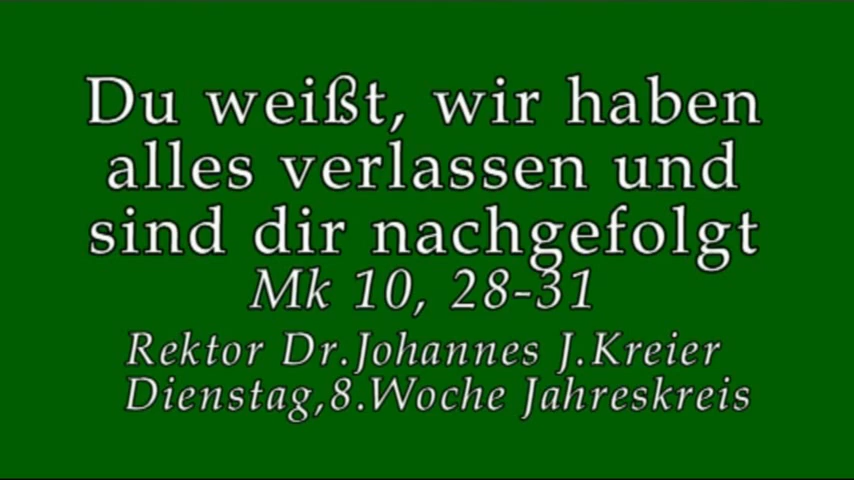 Du weißt, wir haben
alles verlassen und
sind dir nachgefolgt
Mk 10, 28-31
Rektor Dr.Johannes J.Kreier
Dienstag,8.Woche Jahreskreis